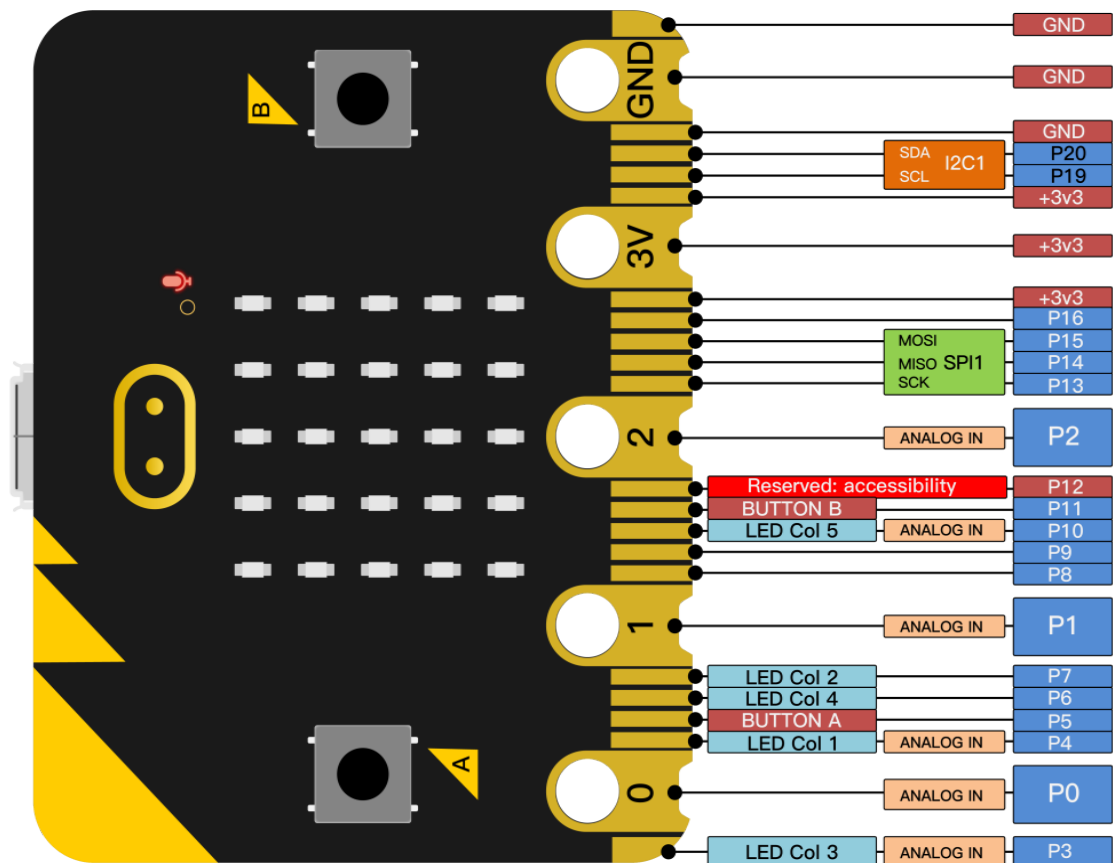 GND
GND GND
B
GND
SDA I2C1 P20
SCL P19
+3v3
3V +3v3
+3v3
P16
MOSI P15
MISO SPI1 P14
SCK P13
2 ANALOG IN P2
Reserved: accessibility P12
BUTTON B P11
LED Col 5 ANALOG IN P10
P9
P8
1 ANALOG IN P1
LED Col 2 P7
LED Col 4 P6
BUTTON A P5
LED Col 1 ANALOG IN P4
A
0 ANALOG IN P0
LED Col 3 ANALOG IN P3